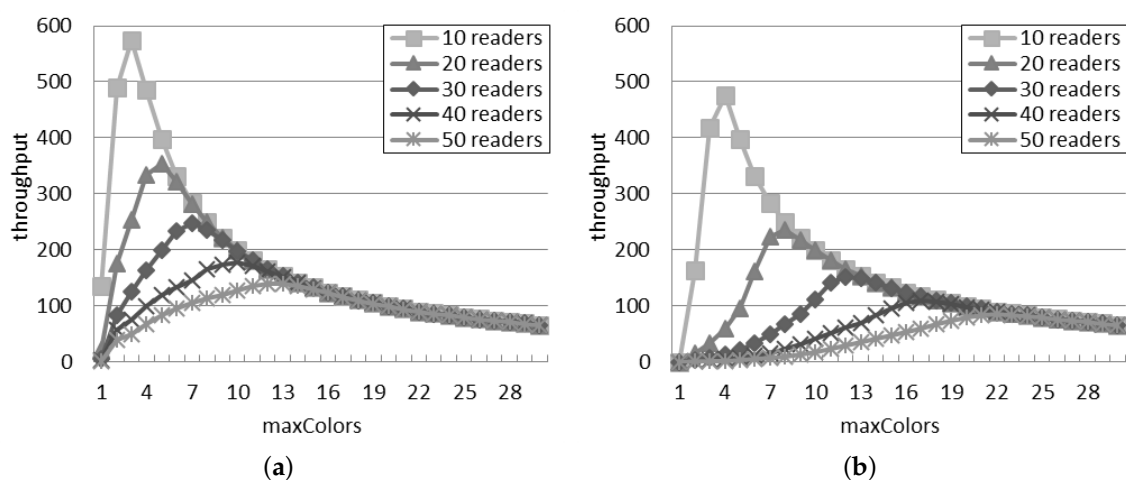 600
500
400
300
200
100
0
throughput
1 4 7 10 13 16 19 22 25 28
maxColors
10 readers
20 readers
30 readers
40 readers
50 readers
(a)
600
500
400
300
200
100
0
throughput
1 4 7 10 13 16 19 22 25 28
maxColors
10 readers
20 readers
30 readers
40 readers
50 readers
(b)